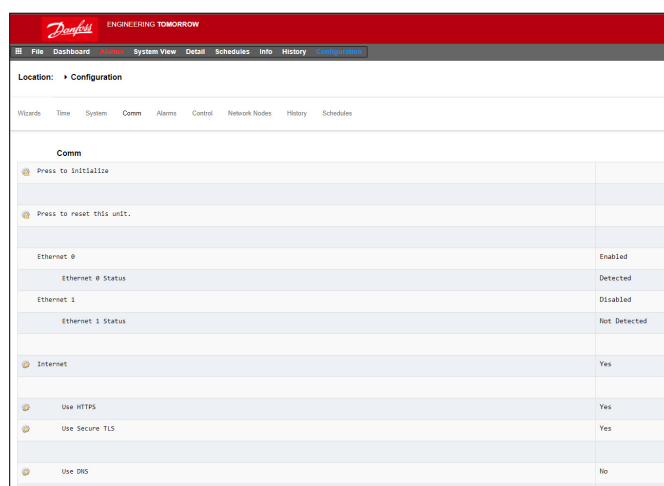 Danfoss ENGINEERING TOMORROW
File Dashboard Alarms System View Detail Schedules Info History Configuration
Location: Configuration
Wizards Time System Comm Alarms Control Network Nodes History Schedules
Comm
Press to initialize
Press to reset this unit.
Ethernet 0 Enabled
Ethernet 0 Status Detected
Ethernet 1 Disabled
Ethernet 1 Status Not Detected
Internet Yes
Use HTTPS Yes
Use Secure TLS Yes
Use DNS No